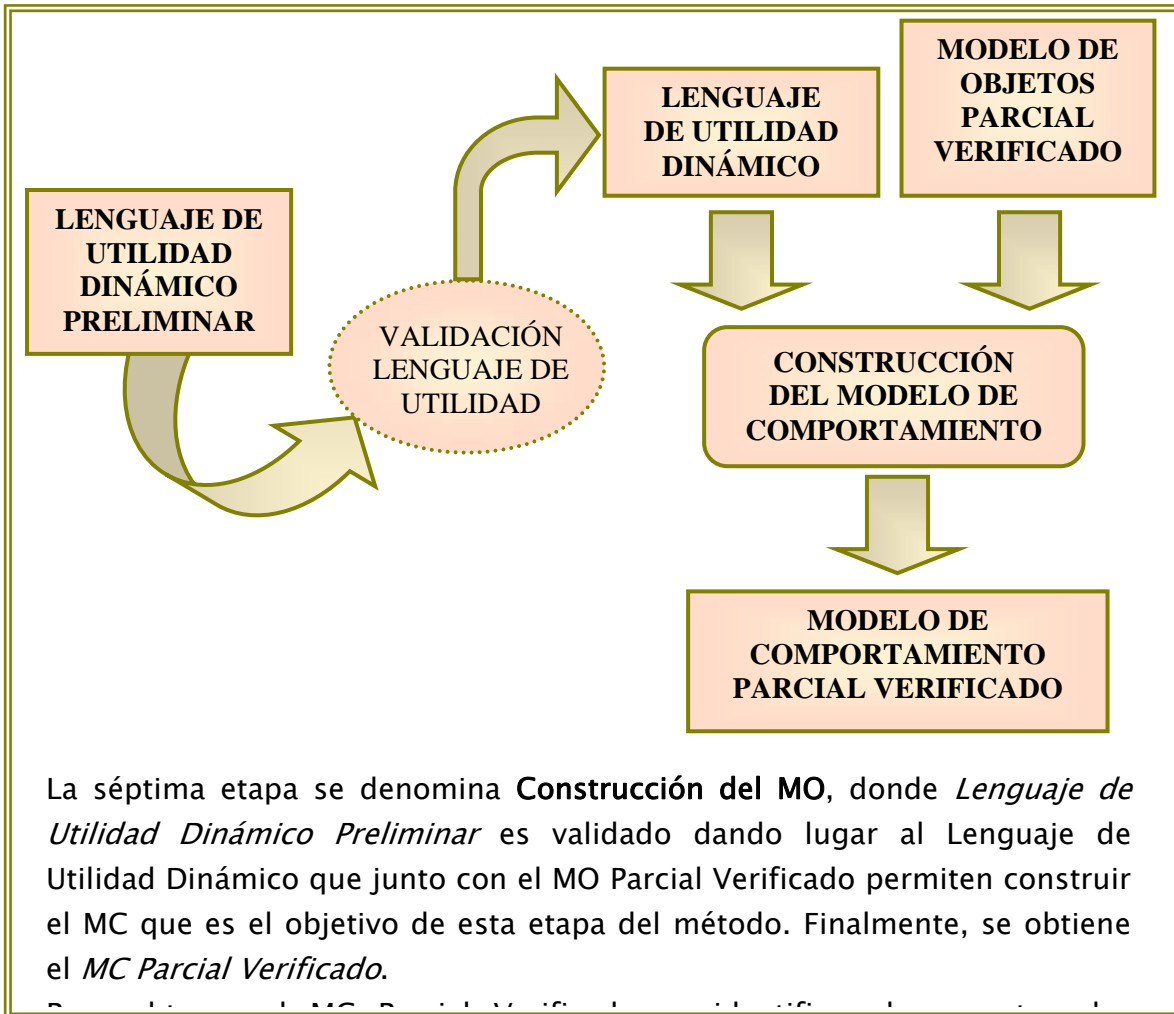 LENGUAJE DE
UTILIDAD
DINÁMICO
PRELIMINAR
VALIDACIÓN
LENGUAJE DE
UTILIDAD
LENGUAJE
DE UTILIDAD
DINÁMICO
MODELO DE
OBJETOS
PARCIAL
VERIFICADO
CONSTRUCCIÓN
DEL MODELO DE
COMPORTAMIENTO
MODELO DE
COMPORTAMIENTO
PARCIAL VERIFICADO
La séptima etapa se denomina Construcción del MO, donde Lenguaje de
Utilidad Dinámico Preliminar es validado dando lugar al Lenguaje de
Utilidad Dinámico que junto con el MO Parcial Verificado permiten construir
el MC que es el objetivo de esta etapa del método. Finalmente, se obtiene
el MC Parcial Verificado.